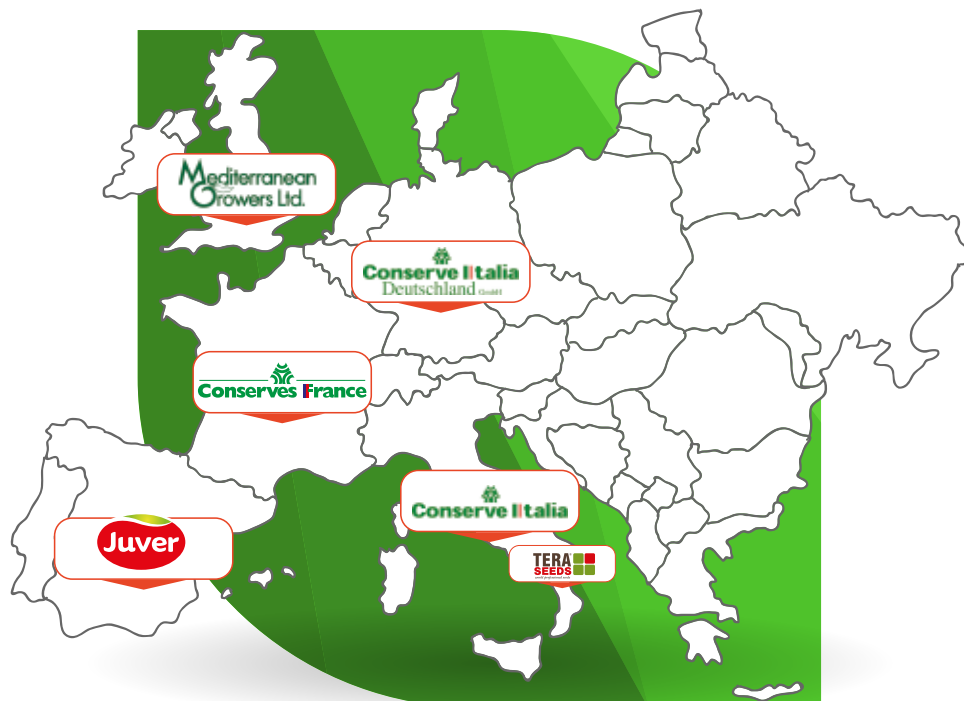 Mediterranean
Growers Ltd.
Conserve Italia
Deutschland GmbH
Conserves France
Conserve Italia
Juver
TERA
SEEDS